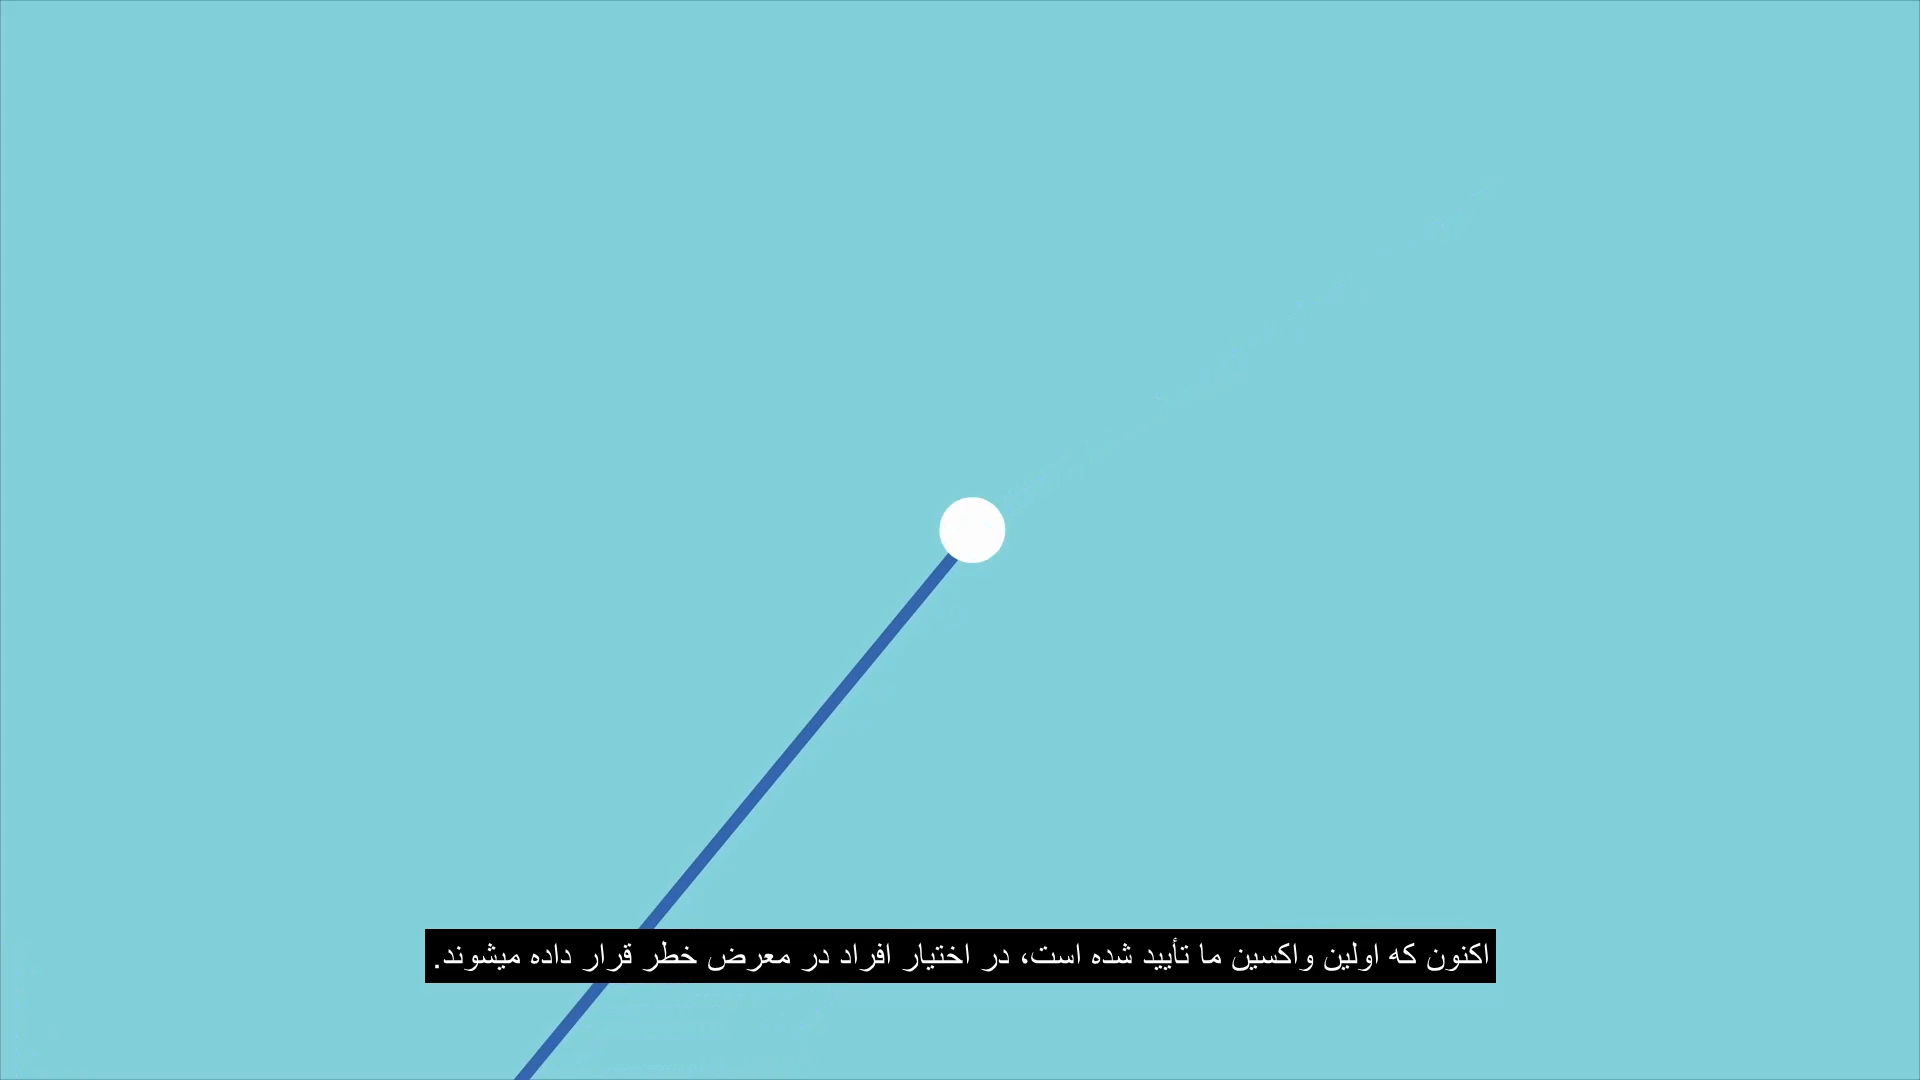 اکنون که اولین واکسین ما تأیید شده است، در اختیار افراد در معرض خطر قرار داده میشوند.